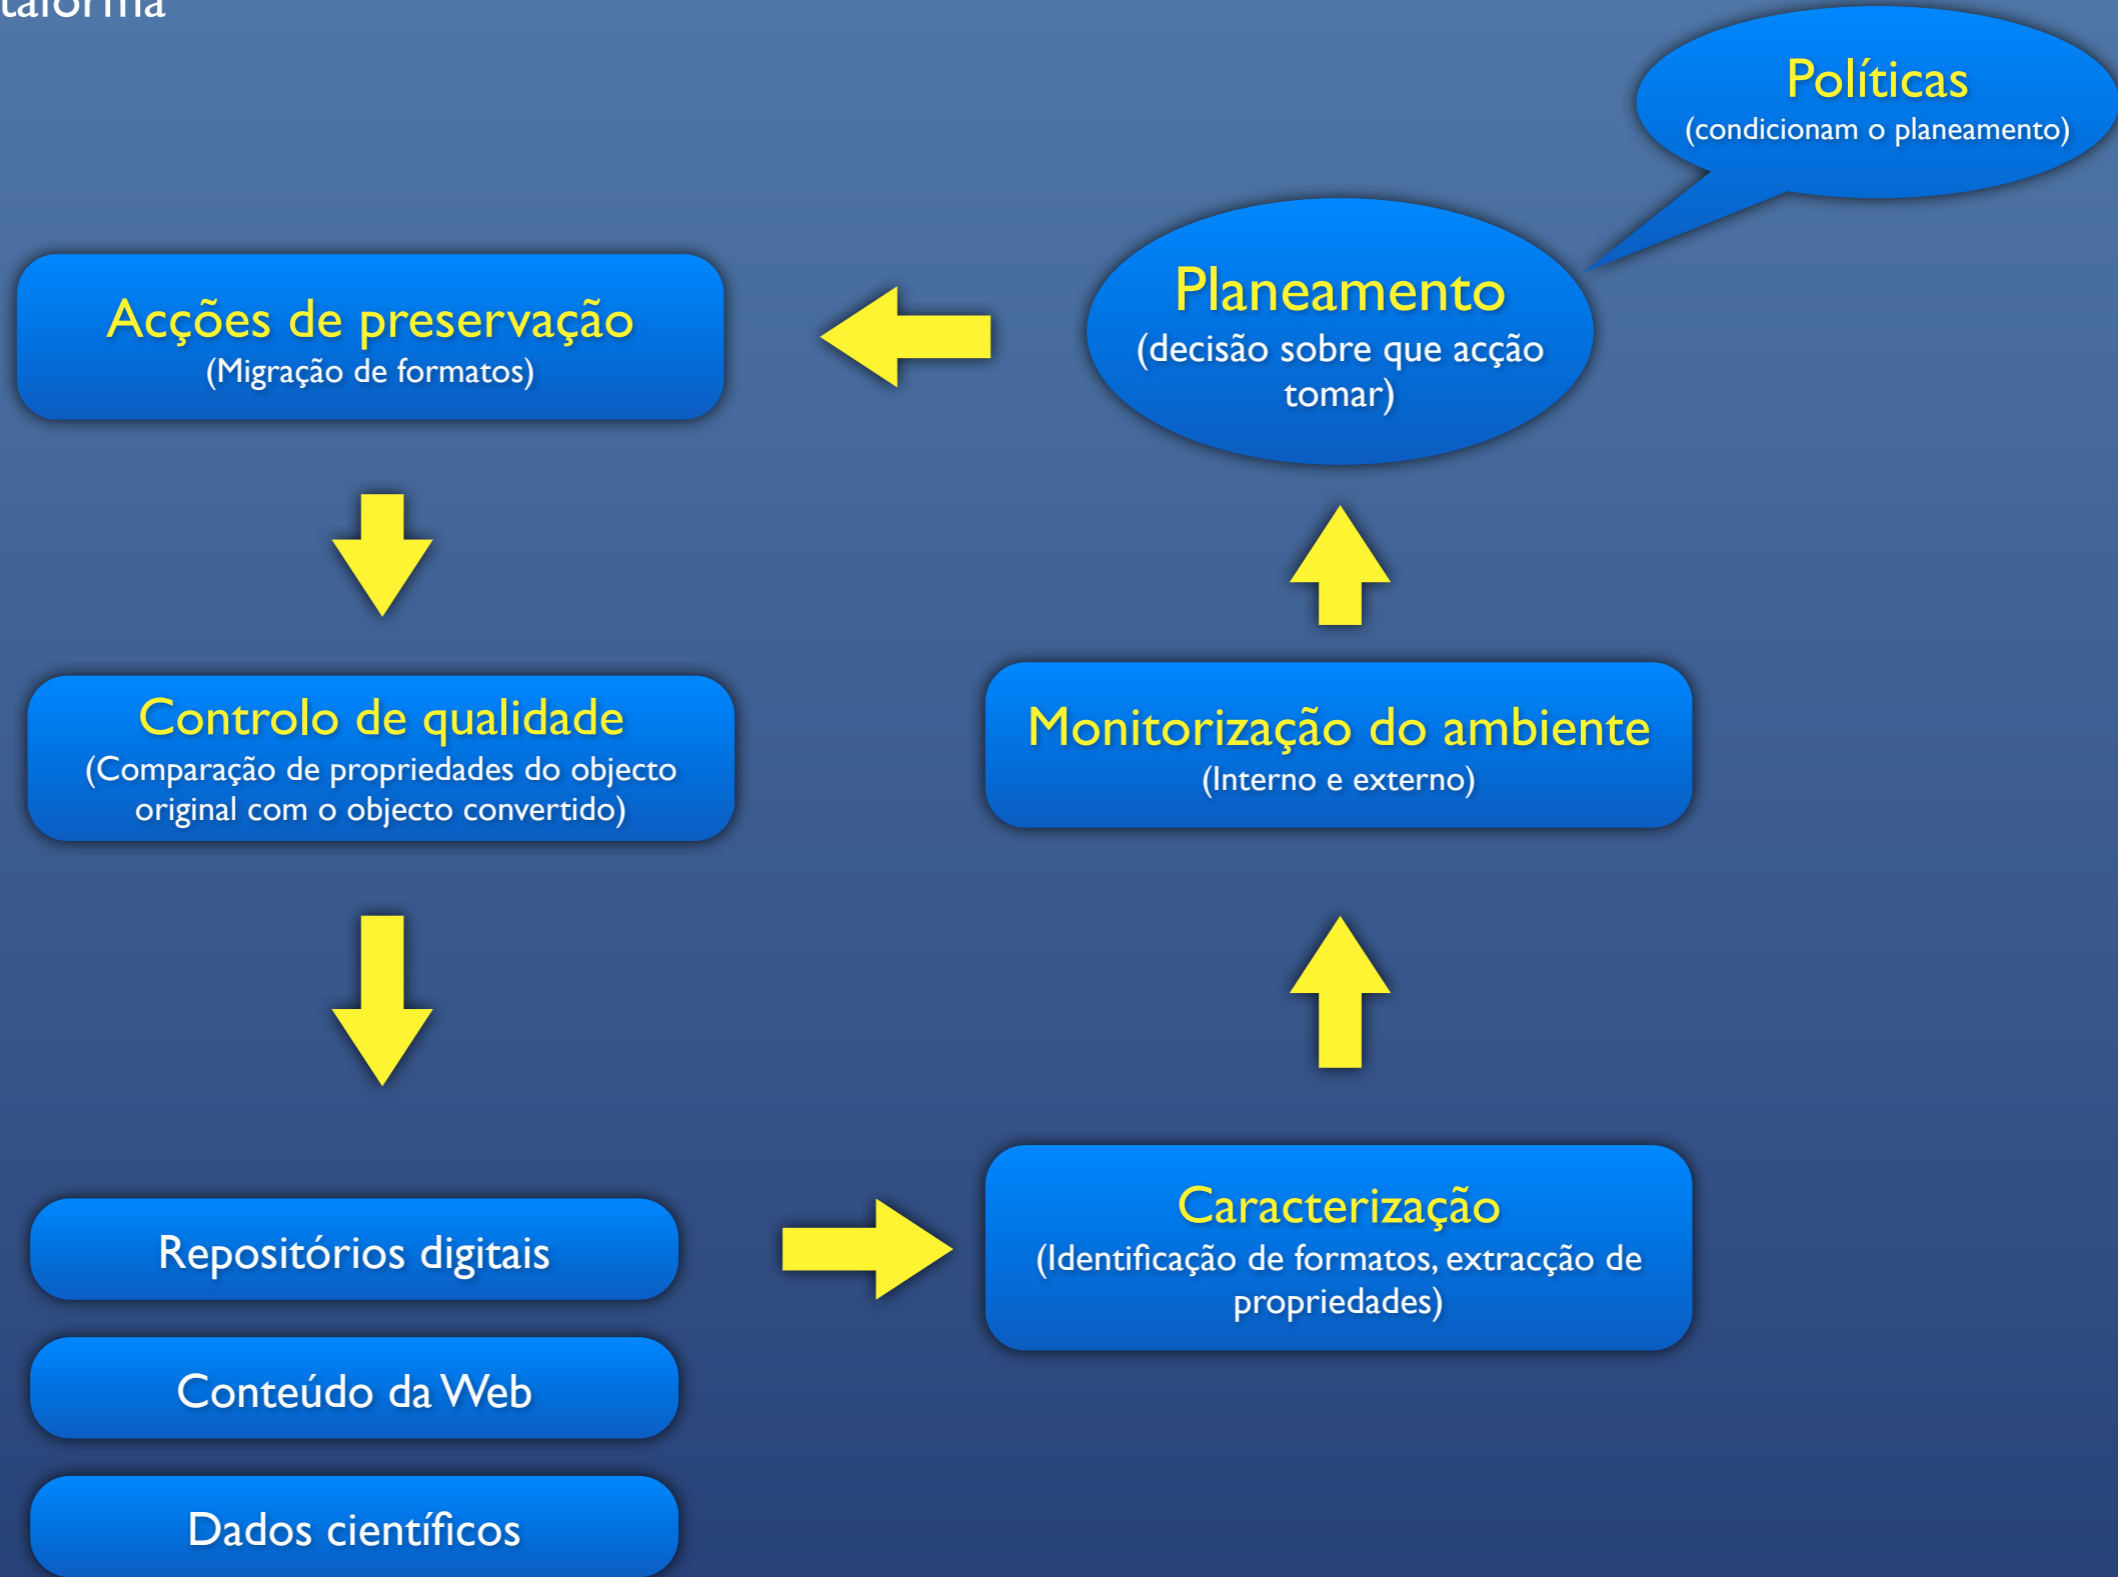 Políticas
(condicionam o planeamento)
Planeamento
(decisão sobre que acção
tomar)
Acções de preservação
(Migração de formatos)
Controlo de qualidade
(Comparação de propriedades do objecto
original com o objecto convertido)
Monitorização do ambiente
(Interno e externo)
Repositórios digitais
Caracterização
(Identificação de formatos, extracção de
propriedades)
Conteúdo da Web
Dados científicos